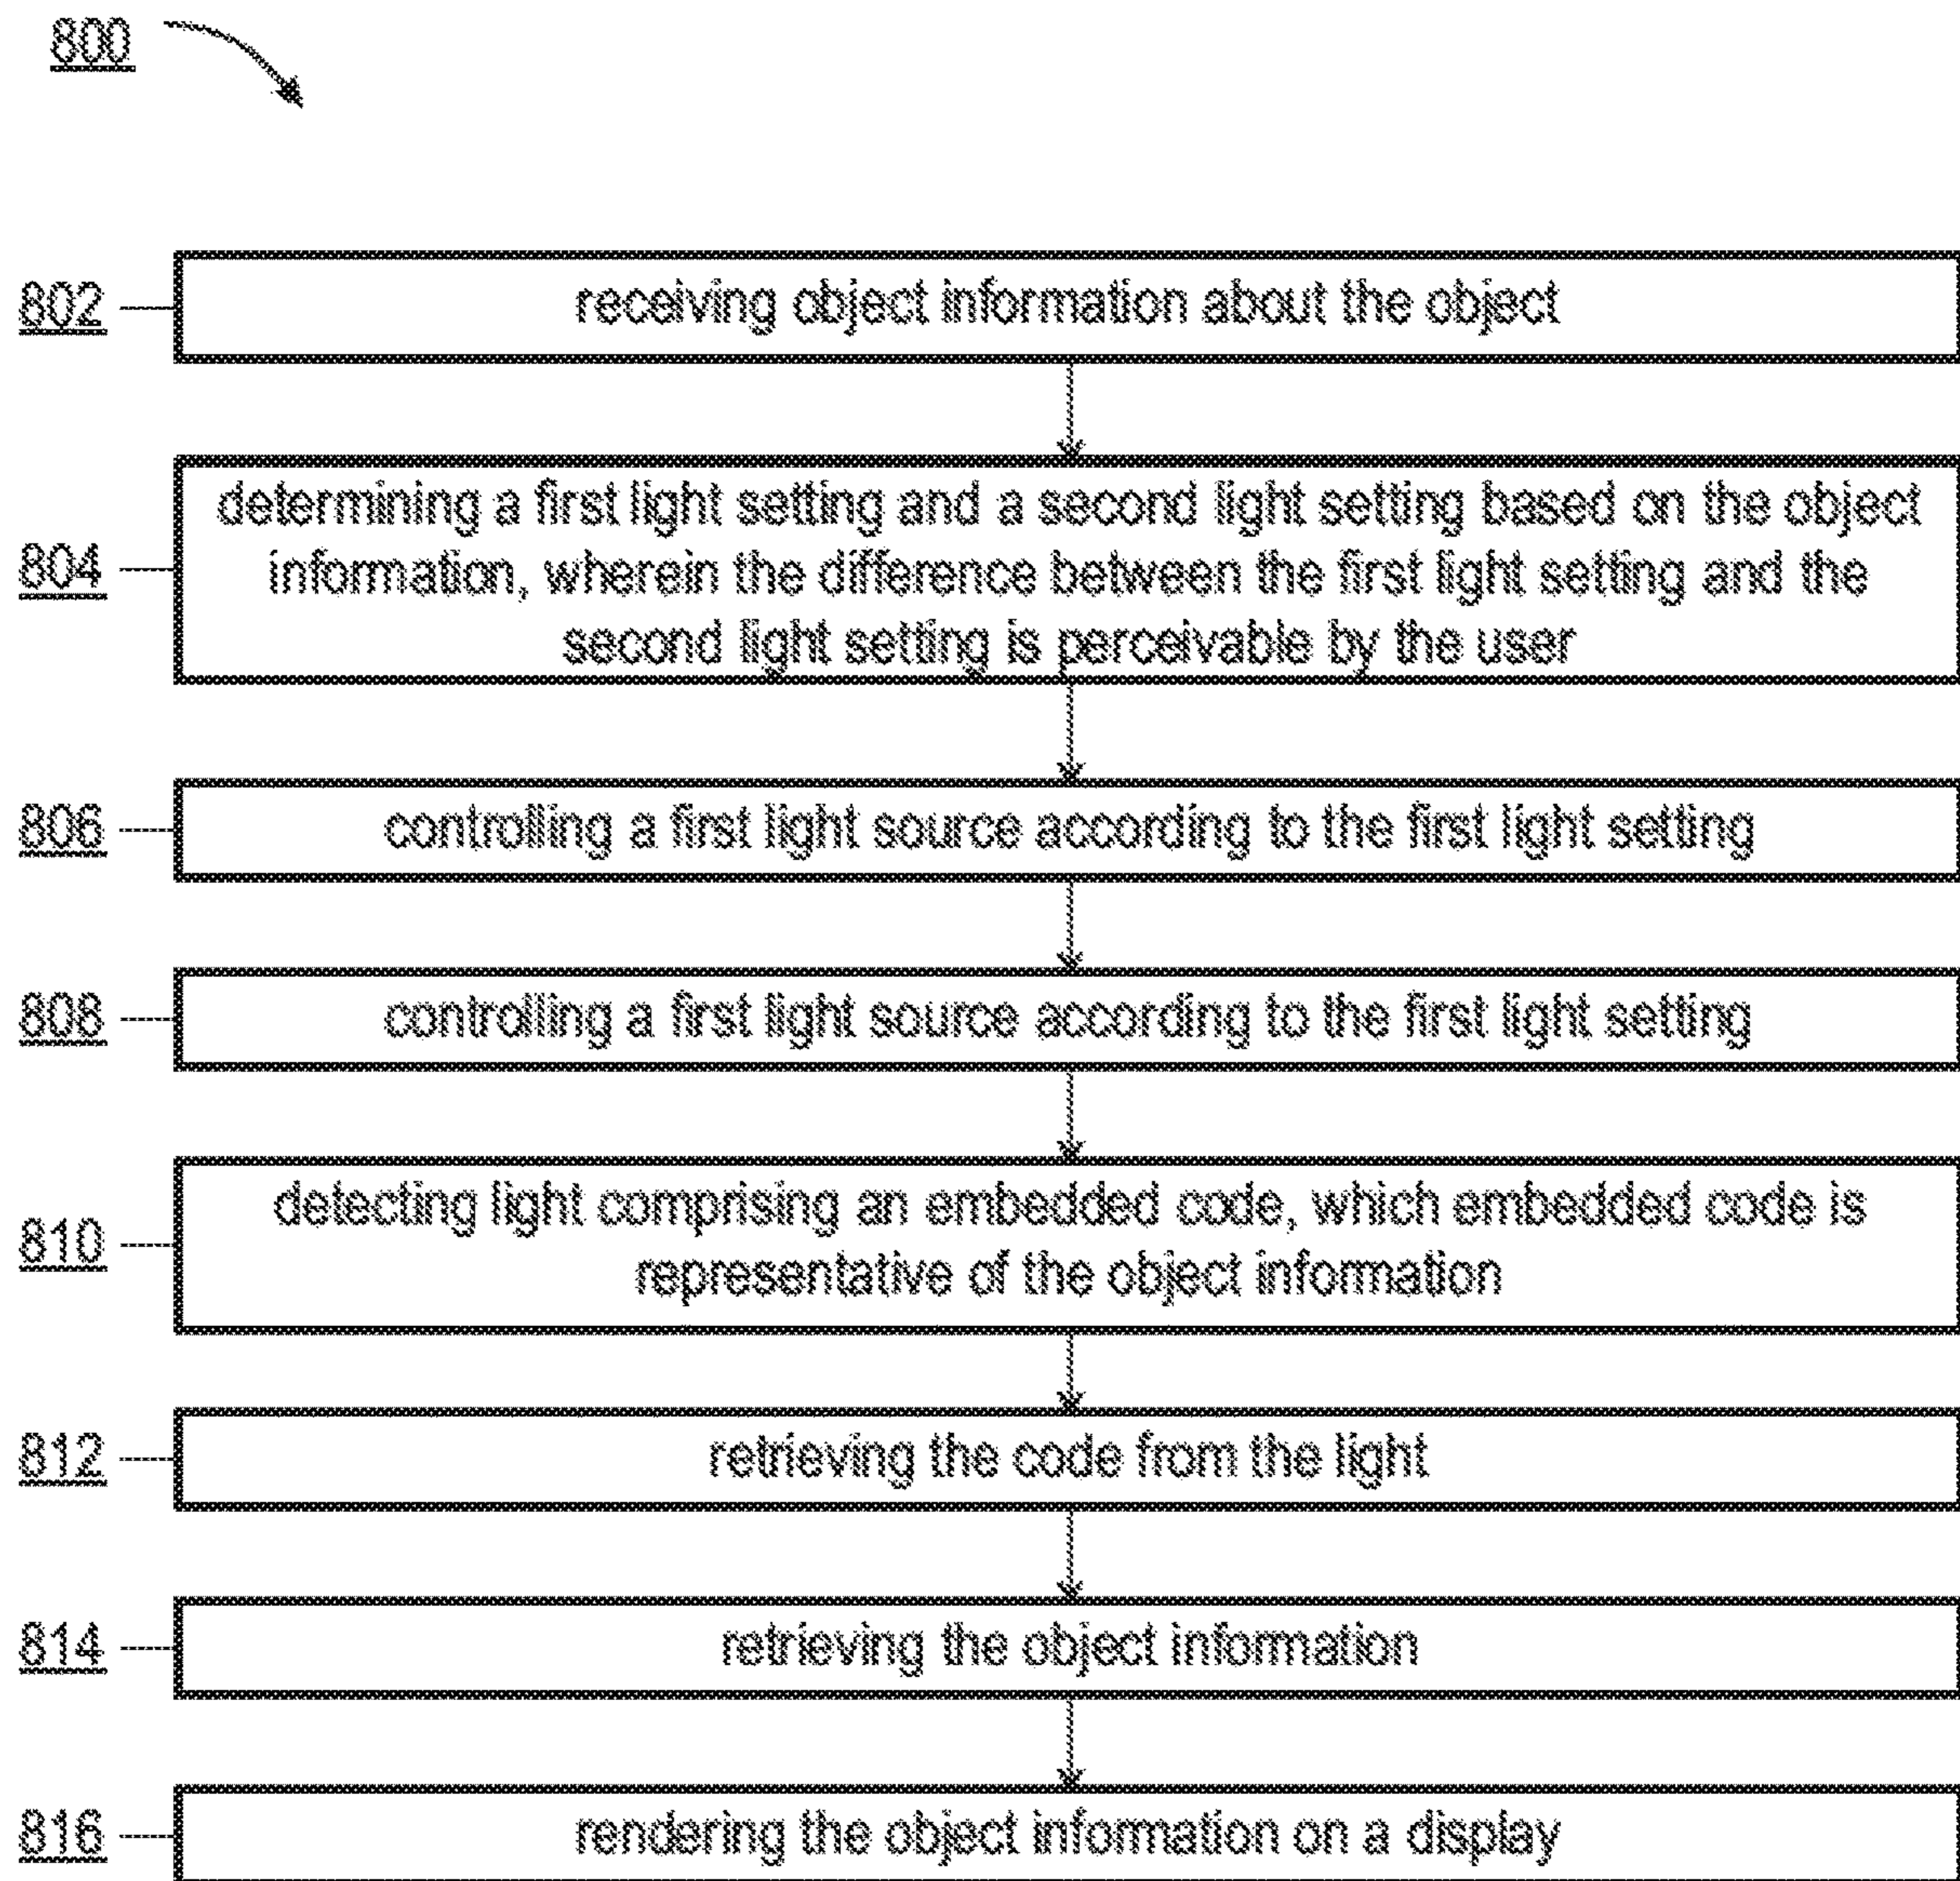 800
802
receiving object information about the object
804
determining a first light setting and a second light setting based on the object
information, wherein the difference between the first light setting and the
second light setting is perceivable by the user
806
controlling a first light source according to the first light setting
808
controlling a first light source according to the first light setting
810
detecting light comprising an embedded code, which embedded code is
representative of the object information
812
retrieving the code from the light
814
retrieving the object information
816
rendering the object information on a display